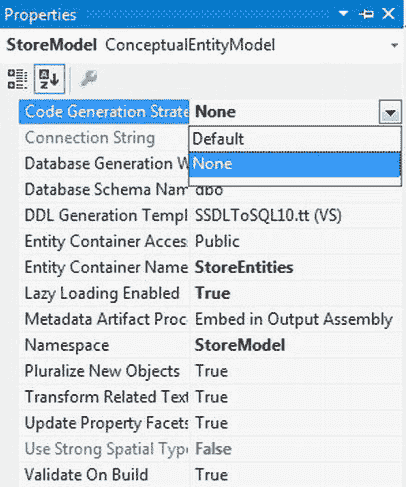 Properties
StoreModel ConceptualEntityModel
Code Generation Strate None
Default
None
Connection String
Database Generation W
Database Schema Nam dbo
DDL Generation Templ SSDLToSQL10.tt (VS)
Entity Container Acces Public
Entity Container Name StoreEntities
Lazy Loading Enabled True
Metadata Artifact Proc Embed in Output Assembly
Namespace StoreModel
Pluralize New Objects True
Transform Related Text True
Update Property Facets True
Use Strong Spatial Type False
Validate On Build True